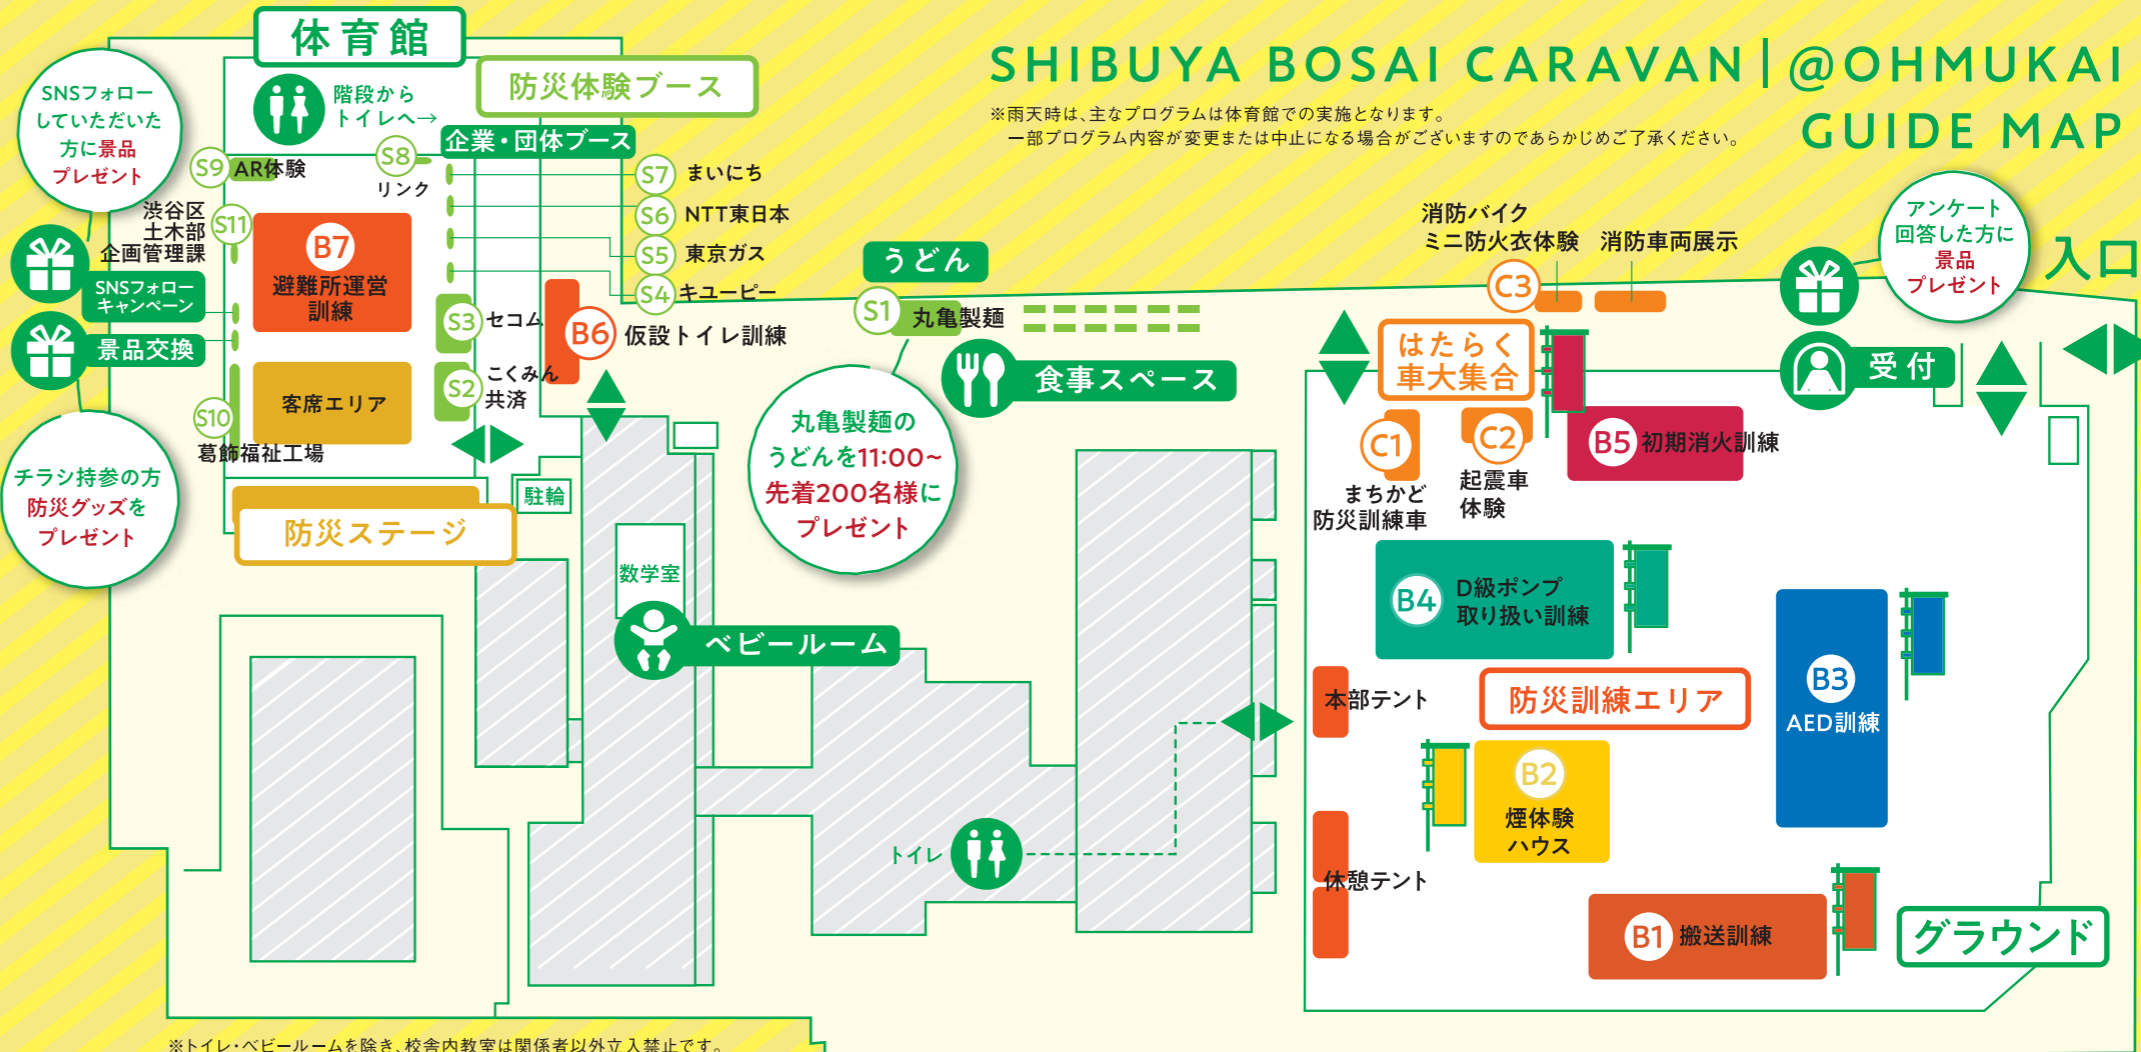 体育館
SHIBUYA BOSAI CARAVAN|@OHMUKAI
GUIDE MAP
※雨天時は、主なプログラムは体育館での実施となります。
一部プログラム内容が変更または中止になる場合がございますのであらかじめご了承ください。
SNSフォロー
していただいた
方に景品
プレゼント
階段から
トイレへ→
防災体験ブース
企業・団体ブース
S9 AR体験
S8
リンク
S7 まいにち
S6 NTT東日本
S5 東京ガス
S4 キユーピー
渋谷区
土木部
企画管理課
S11
B7
避難所運営
訓練
SNSフォロー
キャンペーン
景品交換
S3 セコム
B6 仮設トイレ訓練
S2 こくみん
共済
客席エリア
S10
葛飾福祉工場
チラシ持参の方
防災グッズを
プレゼント
防災ステージ
駐輪
うどん
S1 丸亀製麺
食事スペース
丸亀製麺の
うどんを11:00~
先着200名様に
プレゼント
数学室
ベビールーム
トイレ
消防バイク
ミニ防火衣体験
消防車両展示
C3
アンケート
回答した方に
景品
プレゼント
入口
はたらく
車大集合
受付
C1
まちかど
防災訓練車
C2
起震車
体験
B5 初期消火訓練
B4 D級ポンプ
取り扱い訓練
本部テント
防災訓練エリア
B3
AED訓練
B2
煙体験
ハウス
休憩テント
B1 搬送訓練
グラウンド
※トイレ・ベビールームを除き、校舎内教室は関係者以外立入禁止です。